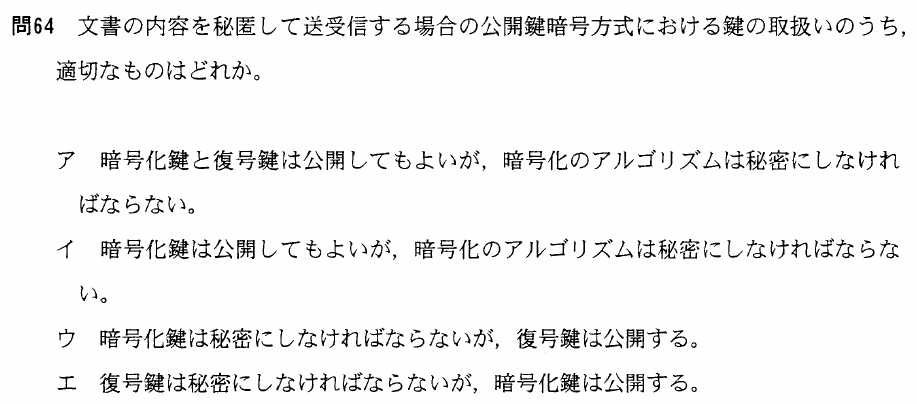 問64　文書の内容を秘匿して送受信する場合の公開鍵暗号方式における鍵の取扱いのうち，
適切なものはどれか。
ア　暗号化鍵と復号鍵は公開してもよいが，暗号化のアルゴリズムは秘密にしなけれ
ばならない。
イ　暗号化鍵は公開してもよいが，暗号化のアルゴリズムは秘密にしなければならな
い。
ウ　暗号化鍵は秘密にしなければならないが，復号鍵は公開する。
エ　復号鍵は秘密にしなければならないが，暗号化鍵は公開する。